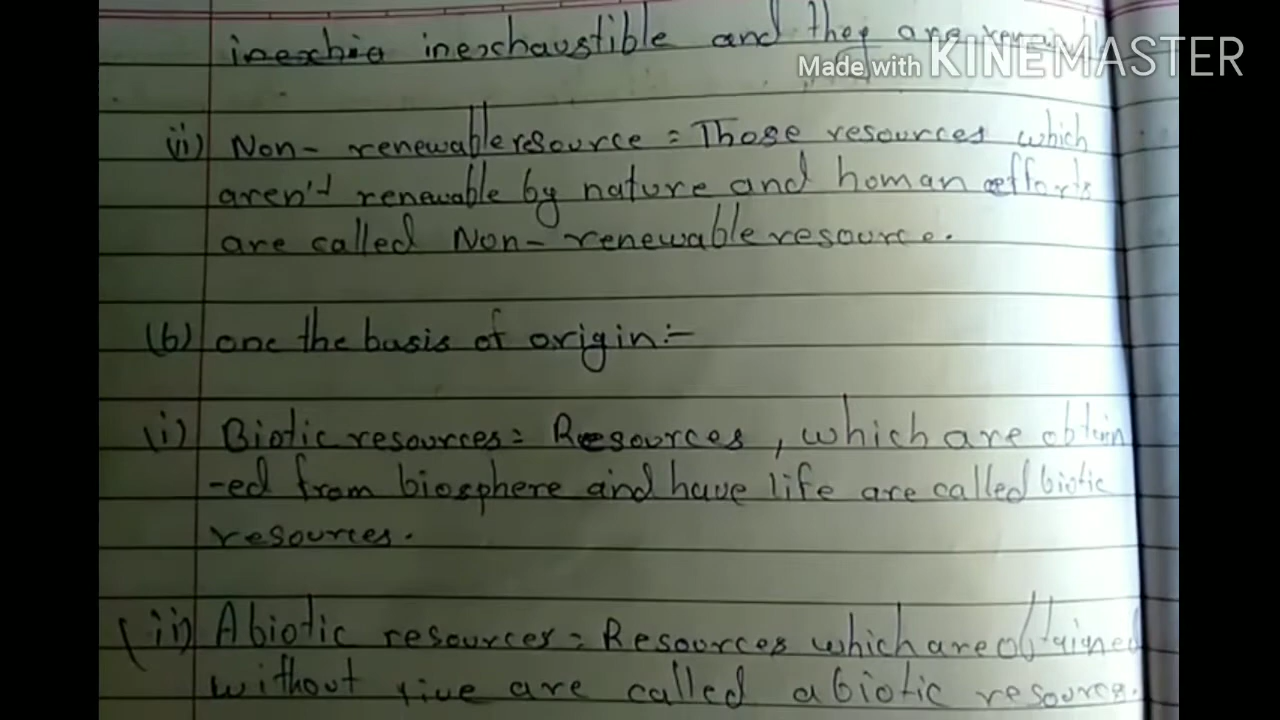 inexhia inexhaustible and they are
Made with KINEMASTER
(ii) Non- renewable resource = Those resources which
aren't renewable by nature and homan efforts
are called Non- renewable resource.
(b) one the basis of origin:-
(i) Biotic resources = Resources, which are obtain
-ed from biosphere and have life are called biotic
resources.
(ii) Abiotic resources = Resources which are obtained
without live are called abiotic resource.